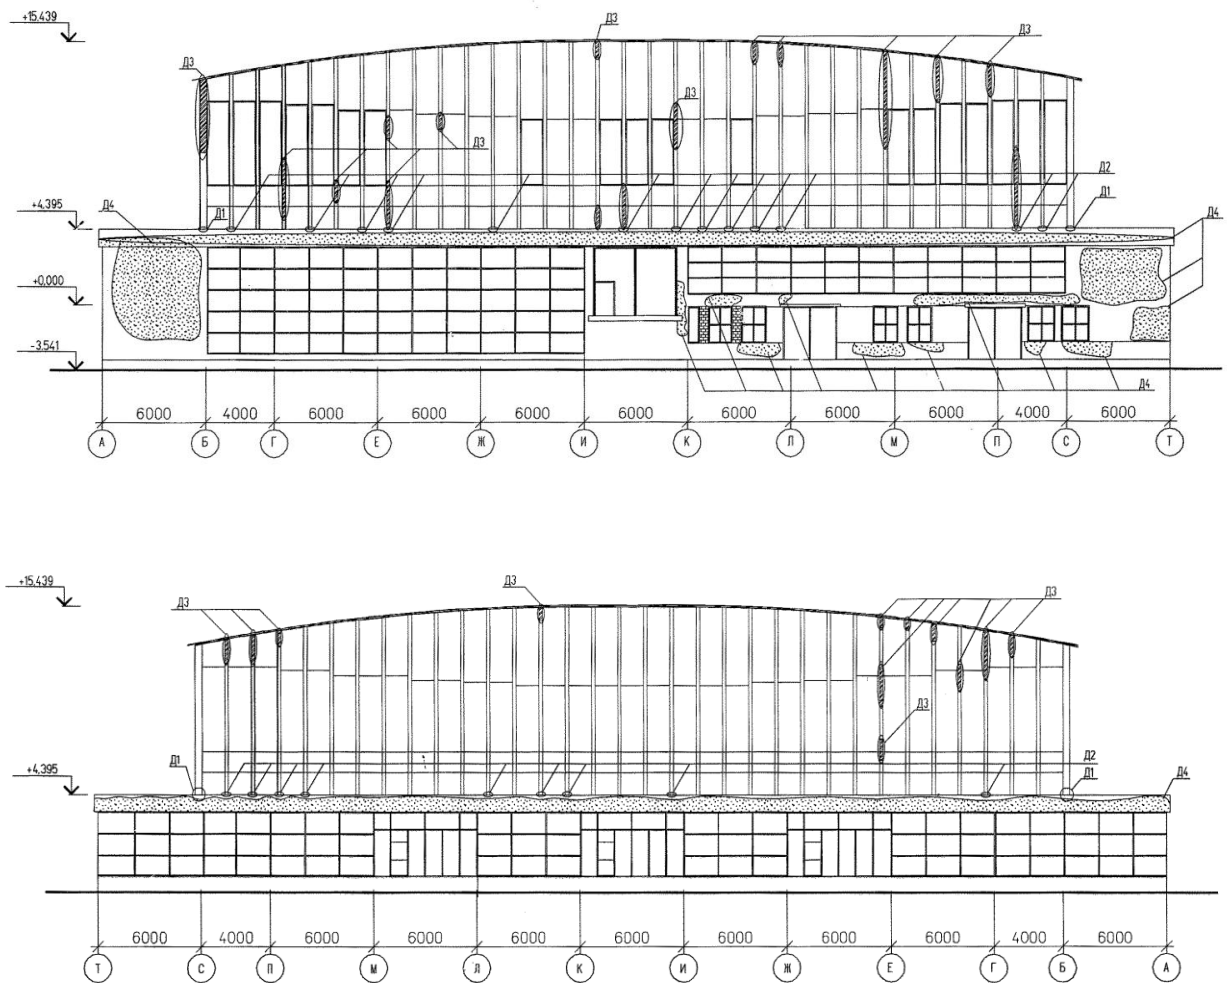 +15,439
Д3
Д3
Д3
Д3
Д3
Д2
+4,395
Д4
Д1
Д1
Д4
+0,000
-3.541
Д4
6000 4000 6000 6000 6000 6000 6000 6000 6000 4000 6000
А Б Г Е Ж И К Л М П С Т
+15,439
Д3
Д3
Д3
Д3
Д1
Д2
+4,395
Д1
Д4
6000 4000 6000 6000 6000 6000 6000 6000 6000 4000 6000
Т С П М Л К И Ж Е Г Б А